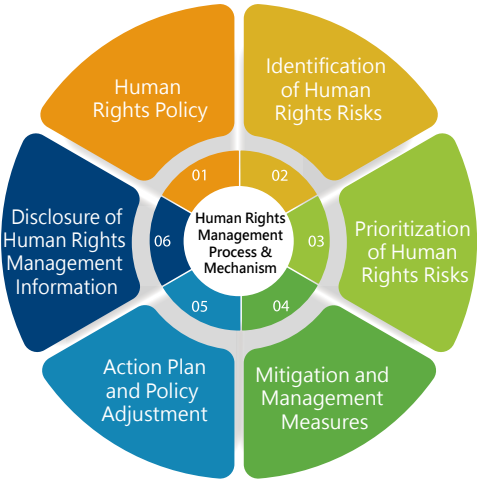 Human
Rights Policy
Identification
of Human
Rights Risks
Prioritization
of Human
Rights Risks
Mitigation and
Management
Measures
Action Plan
and Policy
Adjustment
Disclosure of
Human Rights
Management
Information
01
02
03
04
05
06
Human Rights
Management
Process &
Mechanism